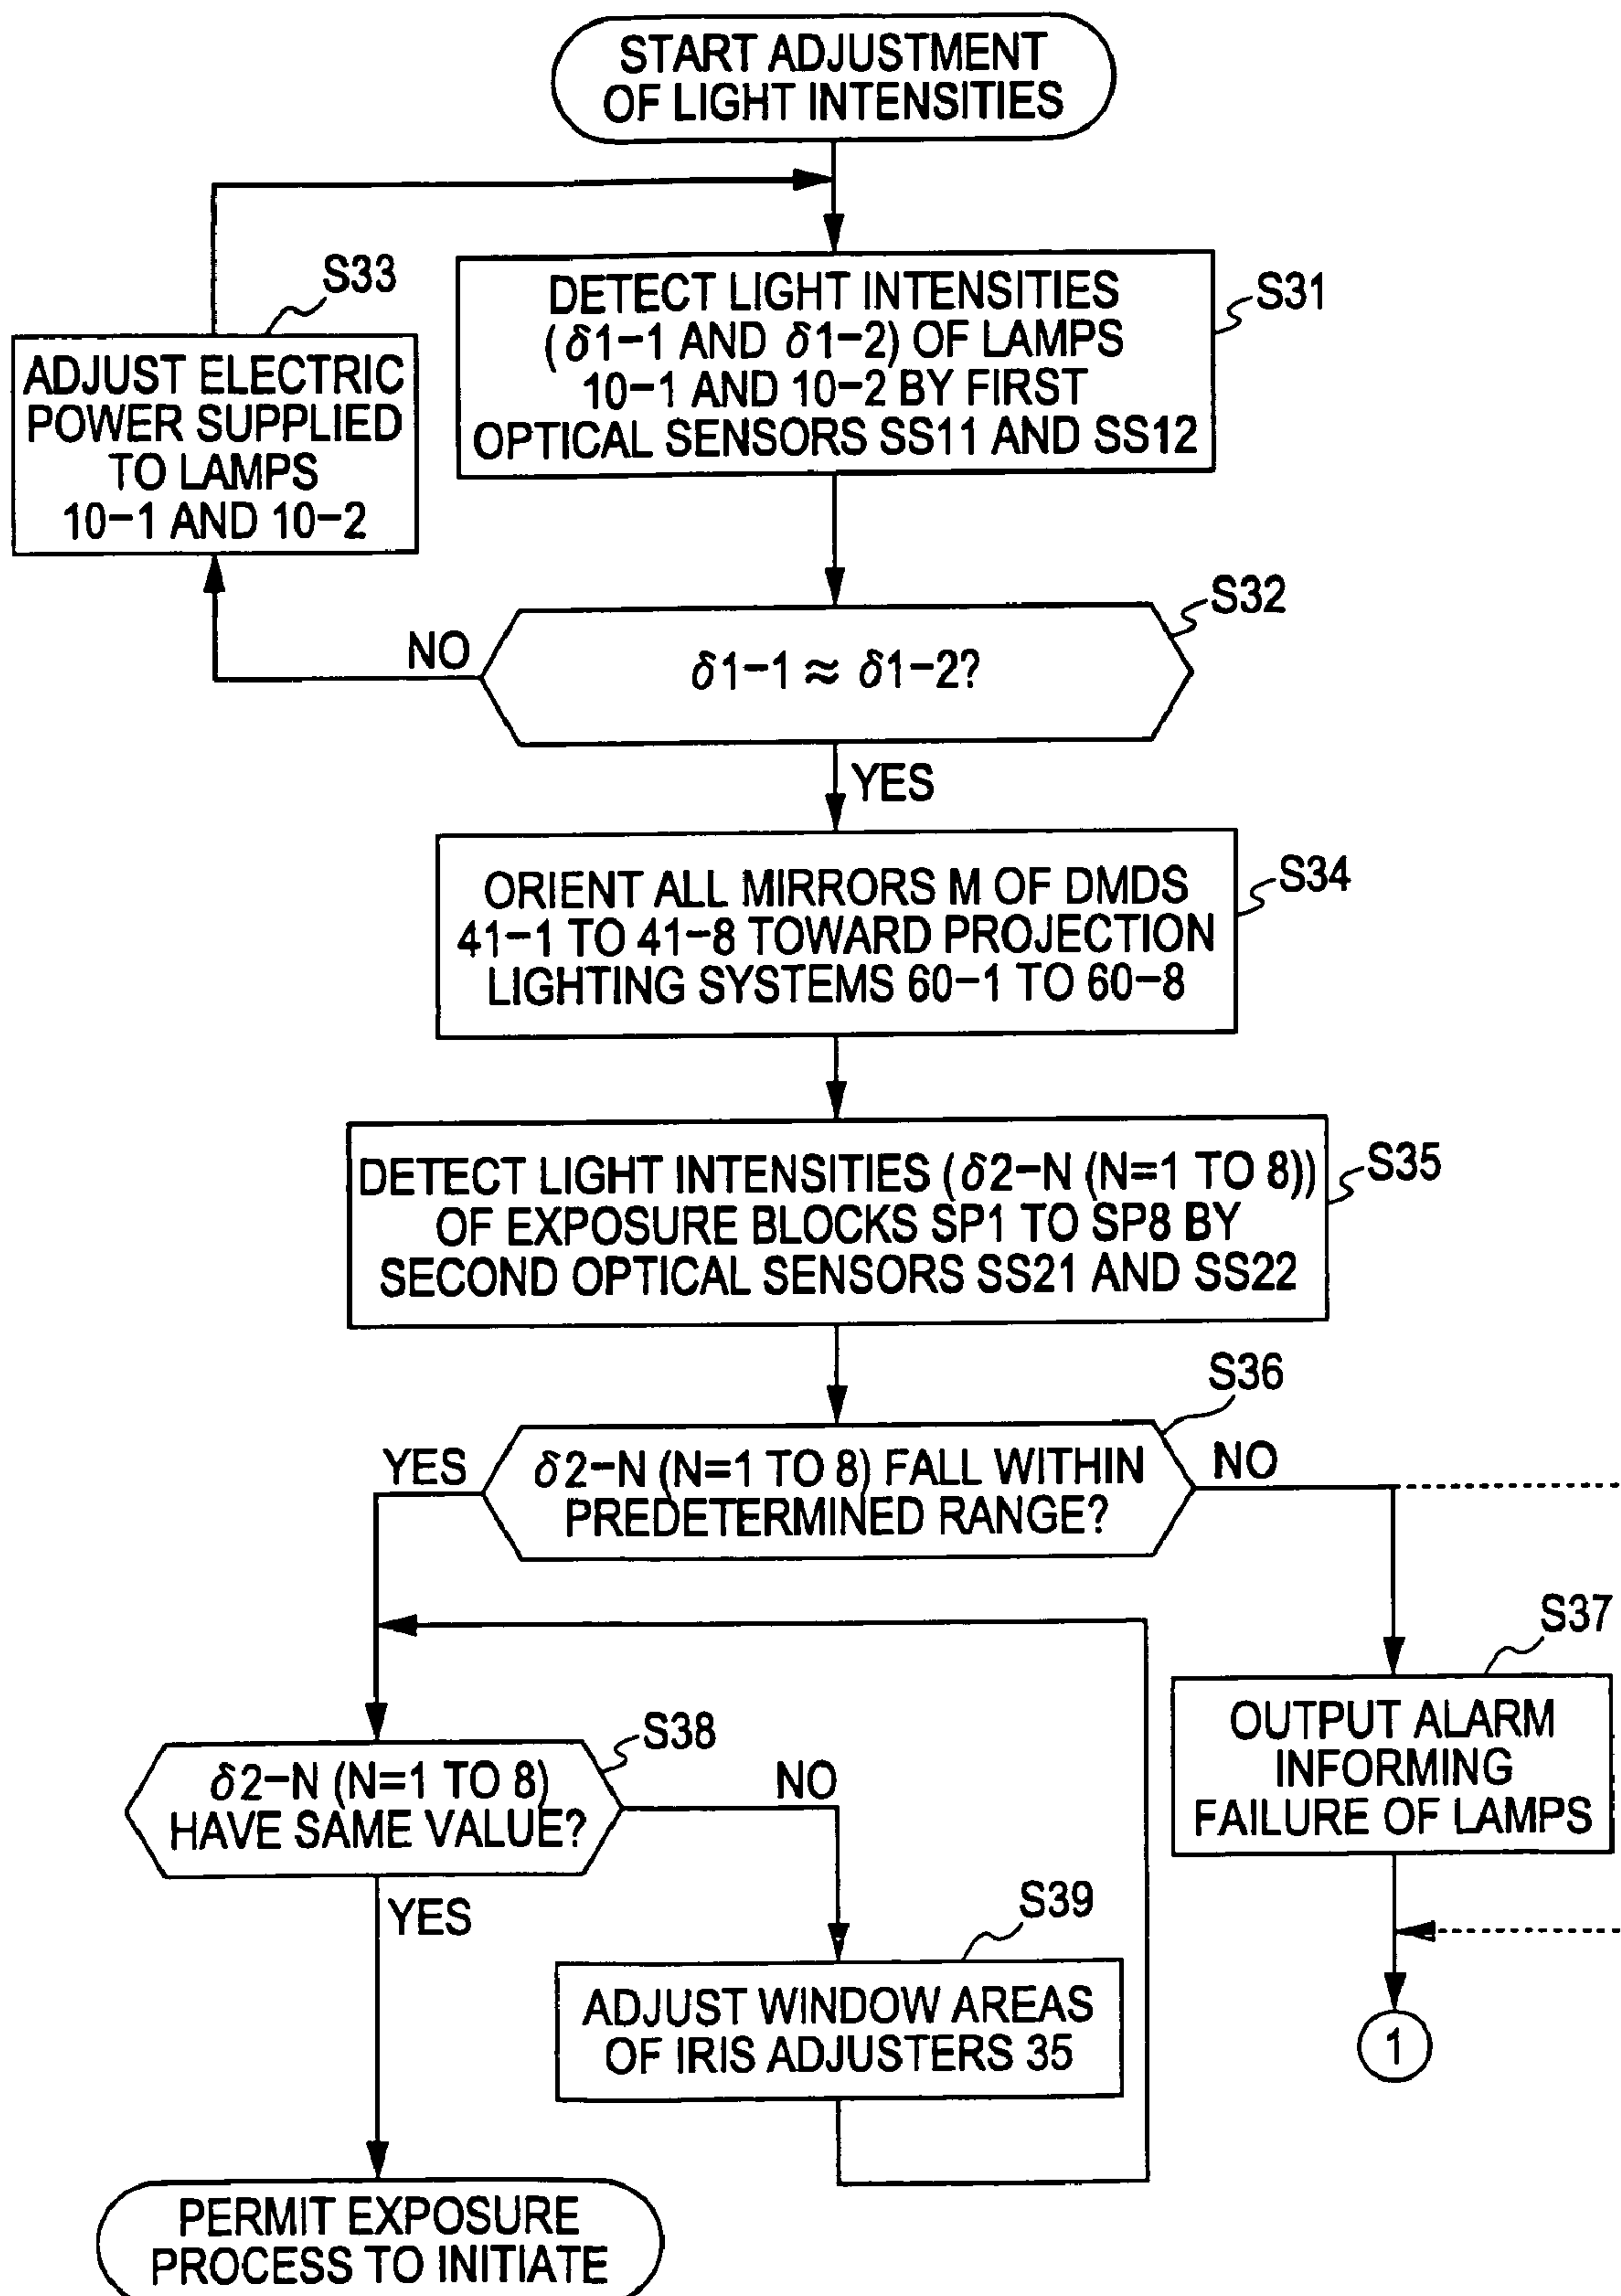 START ADJUSTMENT
OF LIGHT INTENSITIES
S33
ADJUST ELECTRIC
POWER SUPPLIED
TO LAMPS
10-1 AND 10-2
S31
DETECT LIGHT INTENSITIES
(δ1-1 AND δ1-2) OF LAMPS
10-1 AND 10-2 BY FIRST
OPTICAL SENSORS SS11 AND SS12
S32
NO
δ1-1 ≈ δ1-2?
YES
S34
ORIENT ALL MIRRORS M OF DMDS
41-1 TO 41-8 TOWARD PROJECTION
LIGHTING SYSTEMS 60-1 TO 60-8
S35
DETECT LIGHT INTENSITIES (δ2-N (N=1 TO 8))
OF EXPOSURE BLOCKS SP1 TO SP8 BY
SECOND OPTICAL SENSORS SS21 AND SS22
S36
YES
δ2-N (N=1 TO 8) FALL WITHIN
PREDETERMINED RANGE?
NO
S37
OUTPUT ALARM
INFORMING
FAILURE OF LAMPS
S38
δ2-N (N=1 TO 8)
HAVE SAME VALUE?
NO
YES
S39
ADJUST WINDOW AREAS
OF IRIS ADJUSTERS 35
1
PERMIT EXPOSURE
PROCESS TO INITIATE